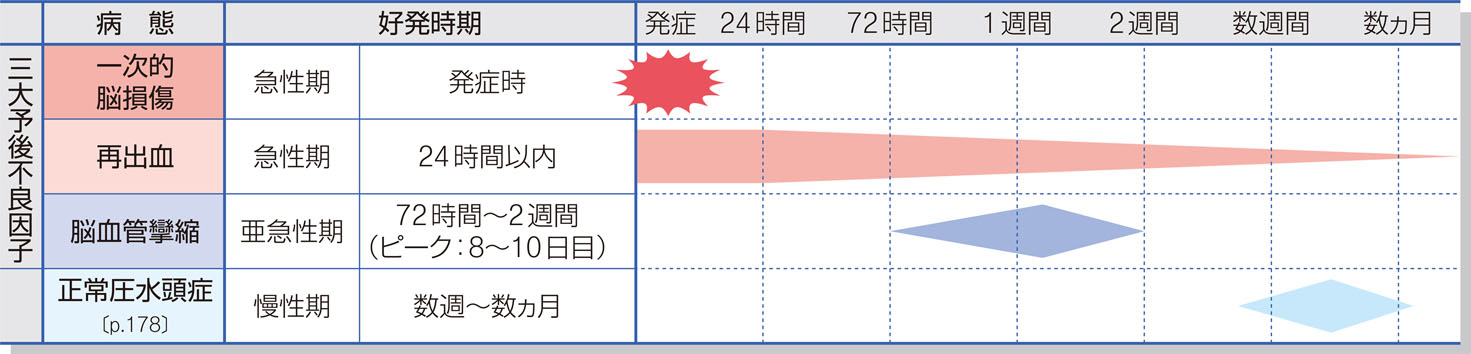 病態 好発時期 発症 24時間 72時間 1週間 2週間 数週間 数ヵ月
三大予後不良因子
一次的
脳損傷
急性期 発症時
再出血 急性期 24時間以内
脳血管攣縮 亜急性期
72時間〜2週間
（ピーク：8〜10日目）
正常圧水頭症
〔p.178〕
慢性期 数週〜数ヵ月